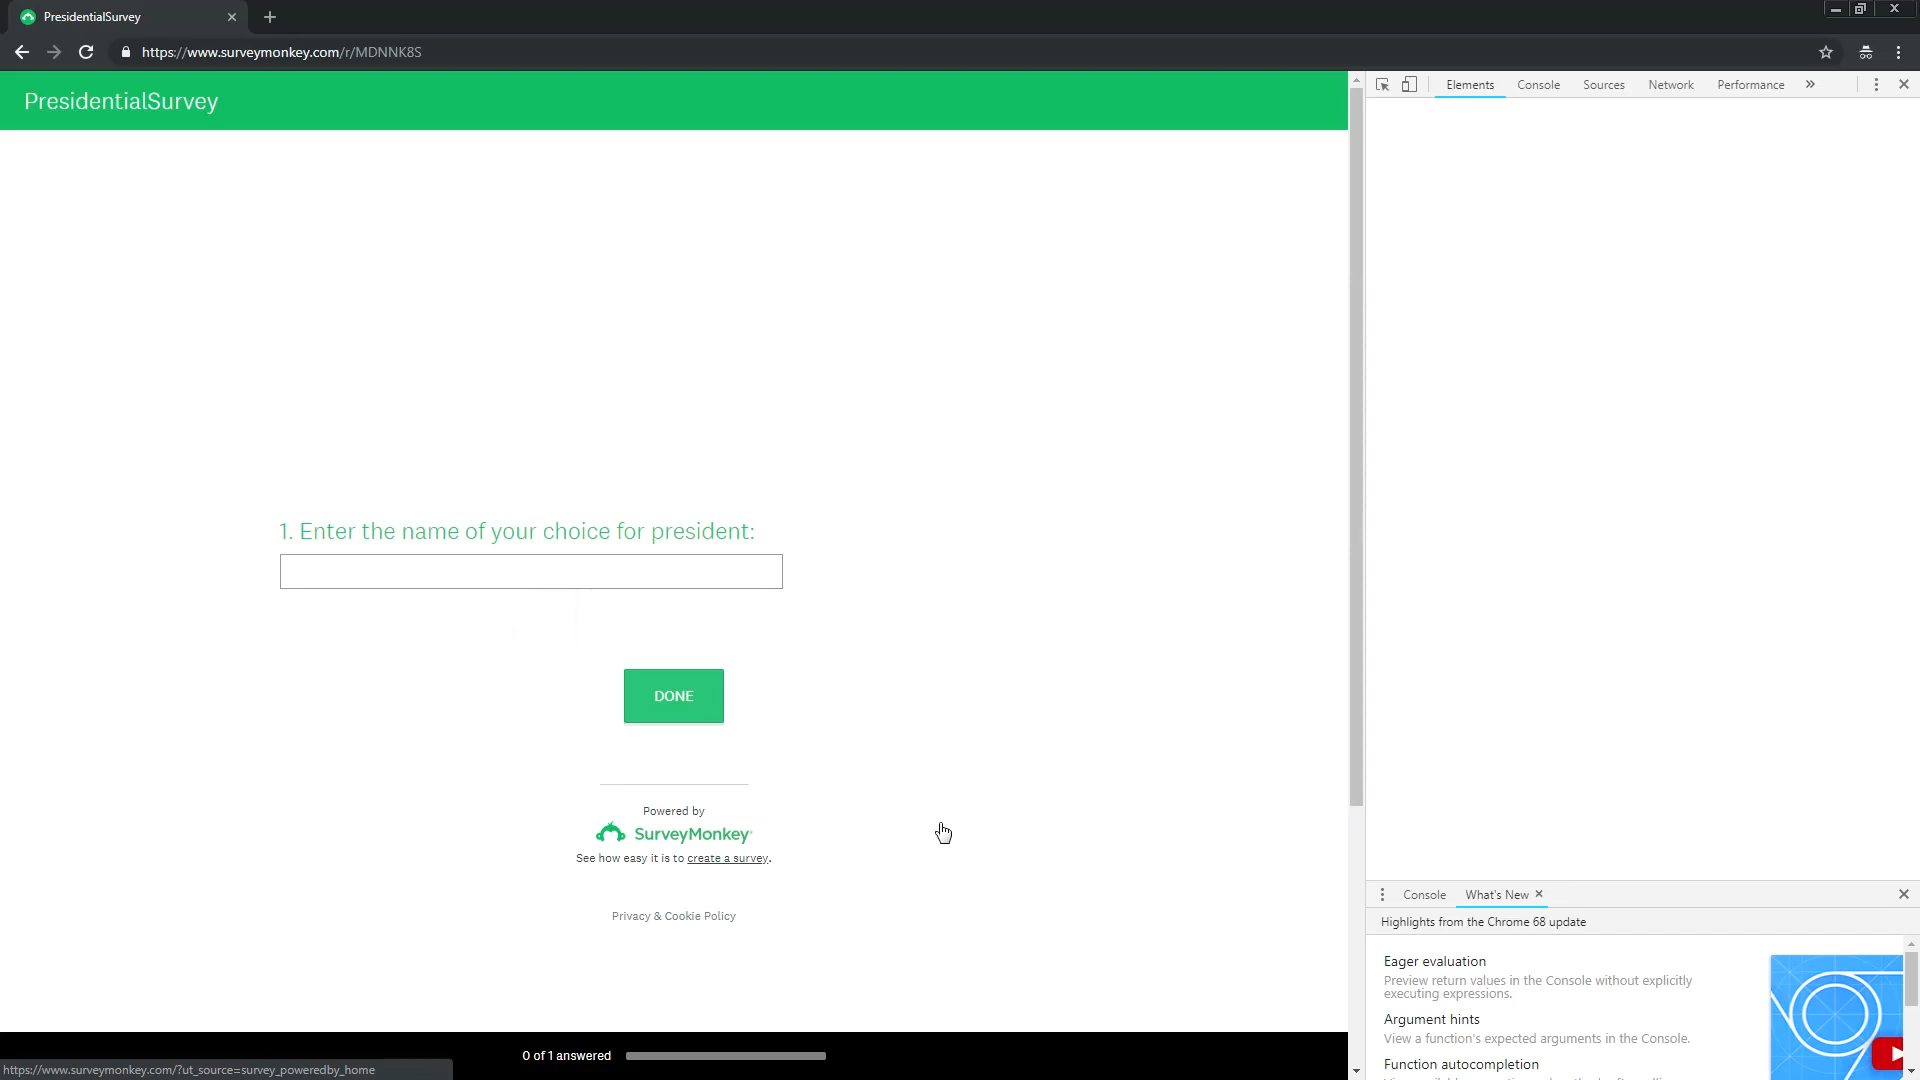 PresidentialSurvey
https://www.surveymonkey.com/r/MDNNK8S
PresidentialSurvey
Elements Console Sources Network Performance »
1. Enter the name of your choice for president:
DONE
Powered by
SurveyMonkey
See how easy it is to create a survey.
Privacy & Cookie Policy
0 of 1 answered
https://www.surveymonkey.com/?ut_source=survey_poweredby_home
Console What's New
Highlights from the Chrome 68 update
Eager evaluation
Preview return values in the Console without explicitly
executing expressions.
Argument hints
View a function's expected arguments in the Console.
Function autocompletion